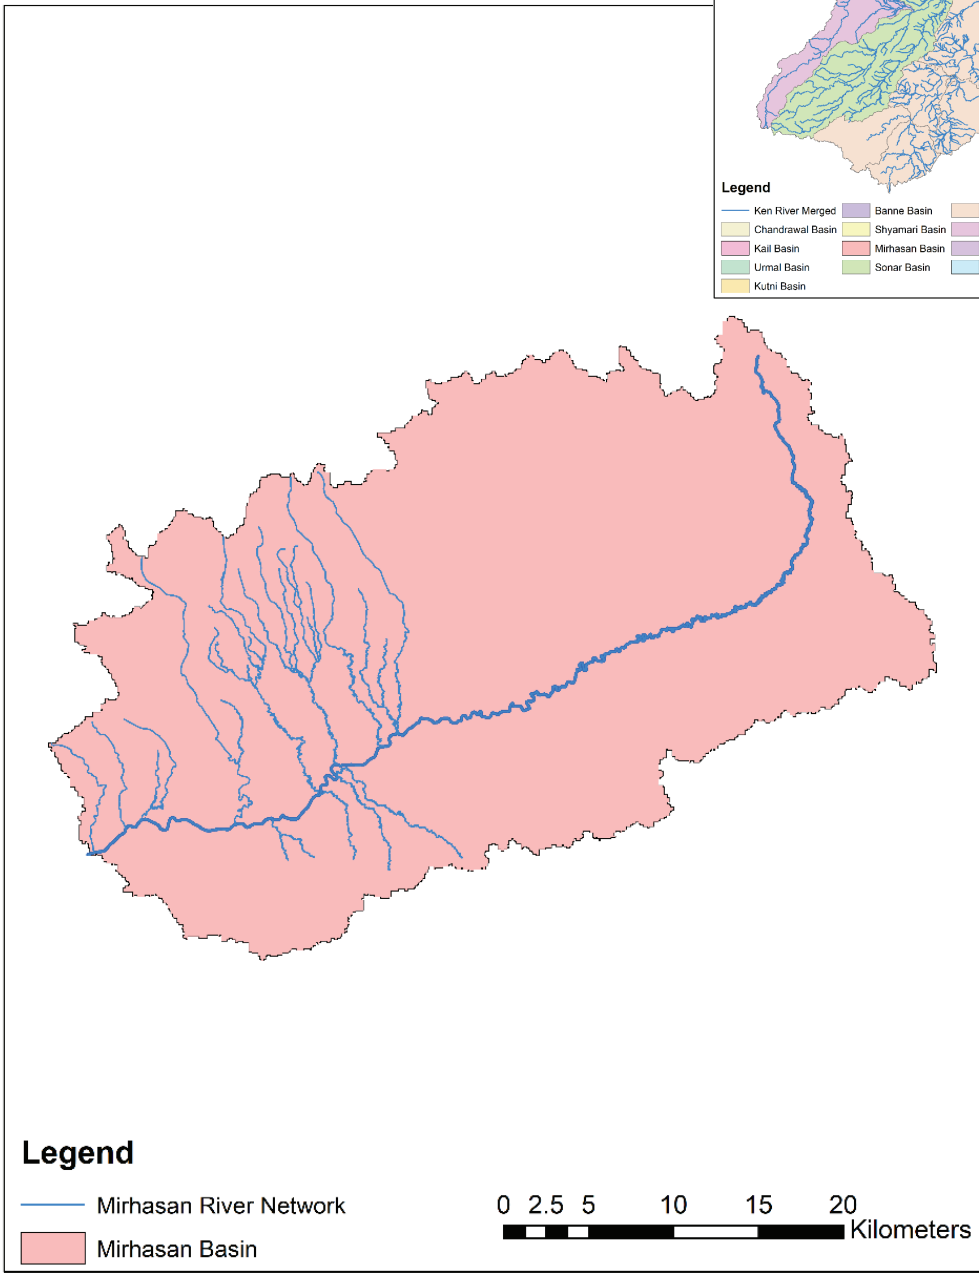 Legend
Ken River Merged
Banne Basin
Chandrawal Basin
Shyamari Basin
Kail Basin
Mirhasan Basin
Urmal Basin
Sonar Basin
Kutni Basin
Legend
Mirhasan River Network
Mirhasan Basin
0 2.5 5 10 15 20
Kilometers